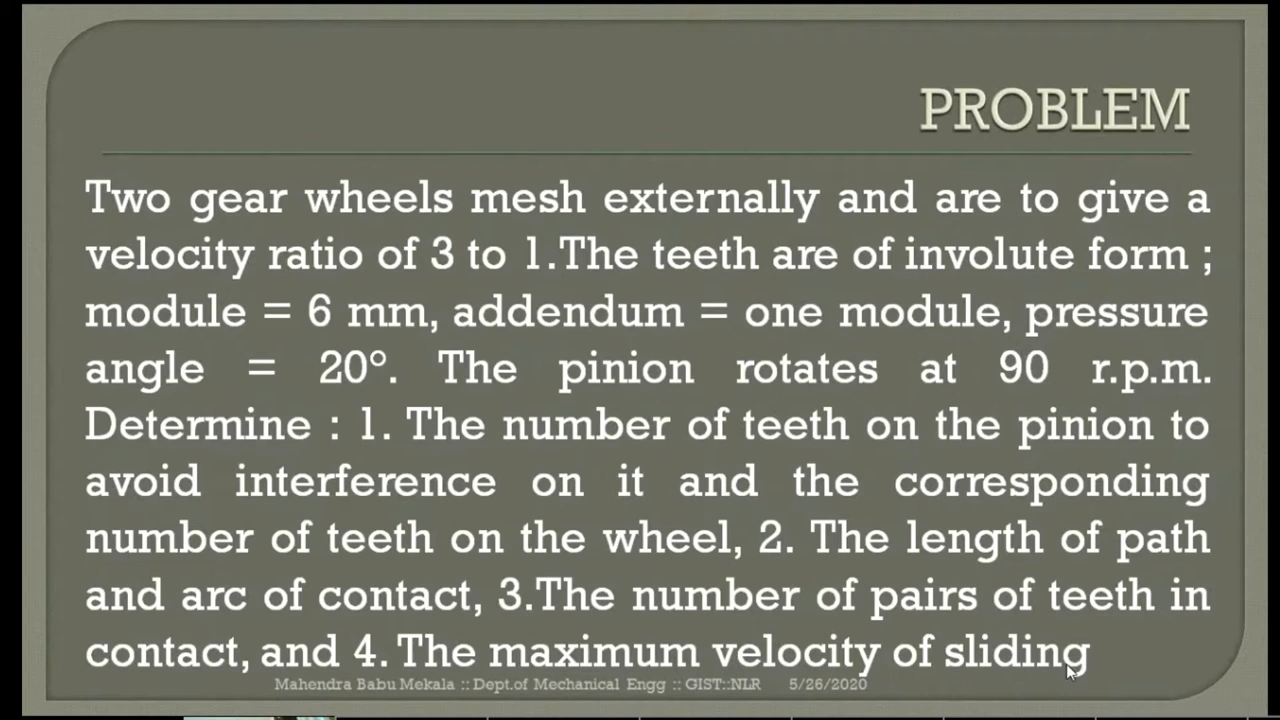 PROBLEM
Two gear wheels mesh externally and are to give a
velocity ratio of 3 to 1.The teeth are of involute form ;
module = 6 mm, addendum = one module, pressure
angle = 20°. The pinion rotates at 90 r.p.m.
Determine : 1. The number of teeth on the pinion to
avoid interference on it and the corresponding
number of teeth on the wheel, 2. The length of path
and arc of contact, 3.The number of pairs of teeth in
contact, and 4. The maximum velocity of sliding
Mahendra Babu Mekala :: Dept.of Mechanical Engg :: GIST::NLR 5/26/2020